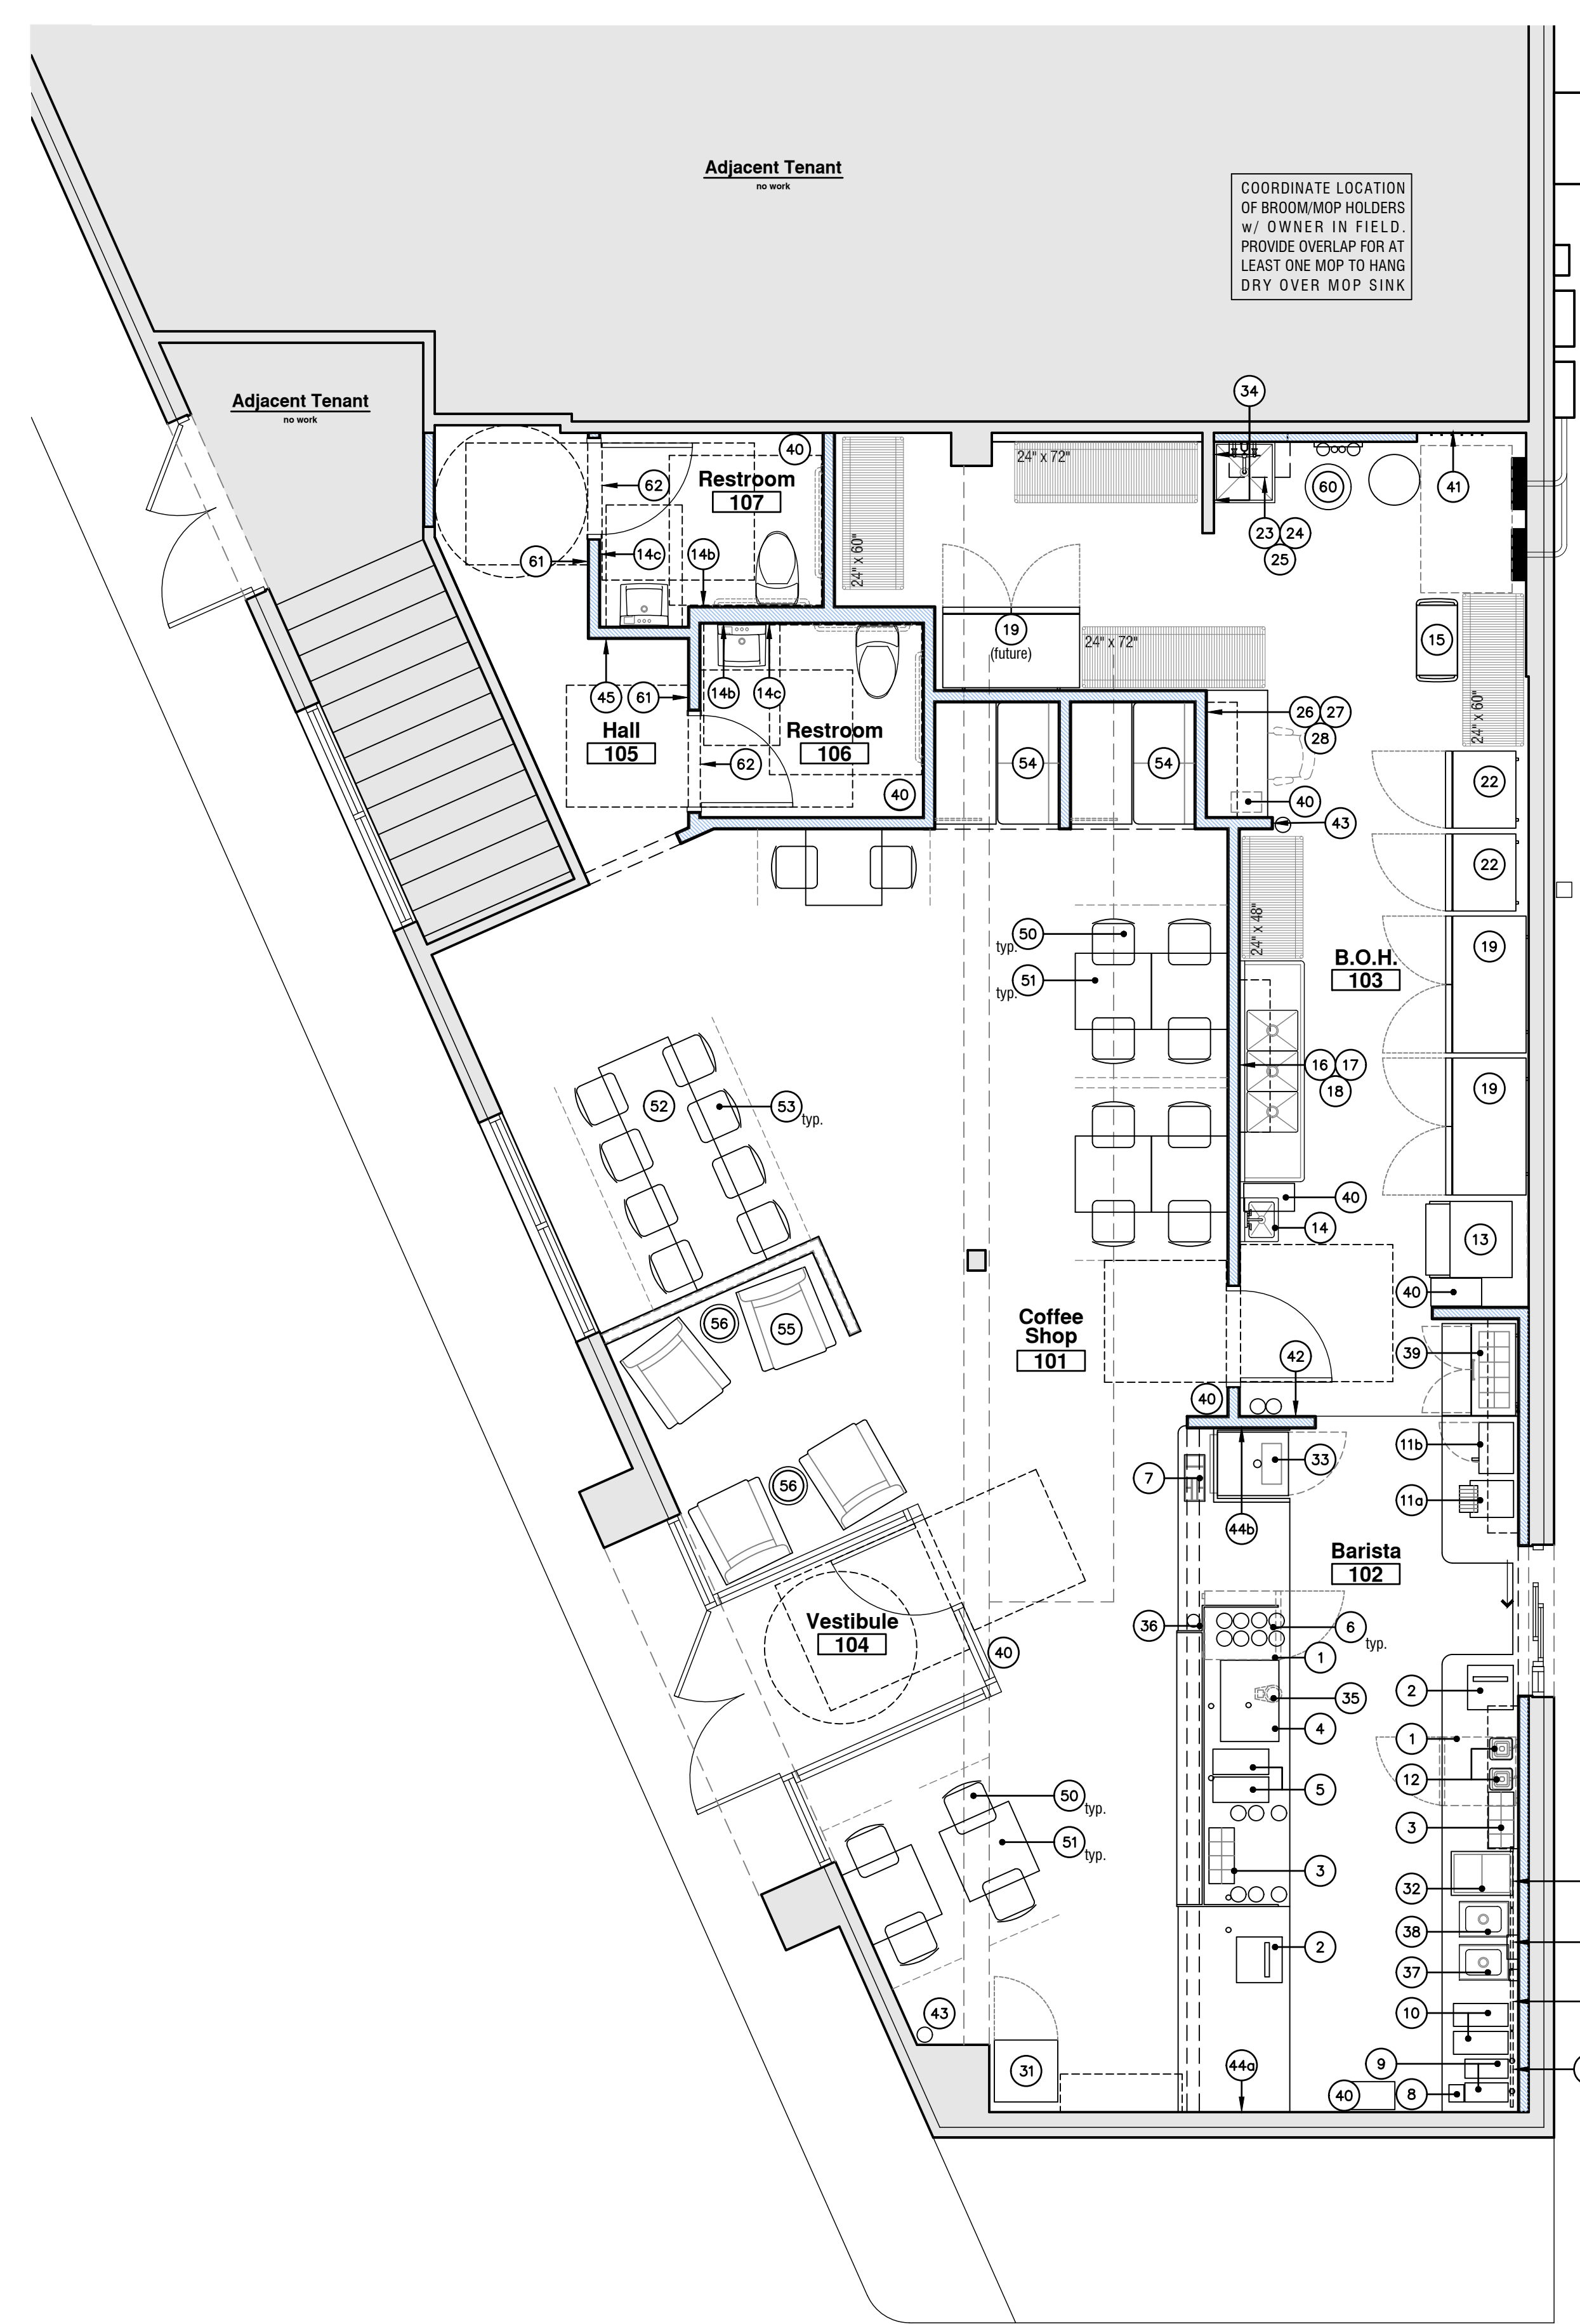 Adjacent Tenant
no work
COORDINATE LOCATION
OF BROOM/MOP HOLDERS
w/ OWNER IN FIELD.
PROVIDE OVERLAP FOR AT
LEAST ONE MOP TO HANG
DRY OVER MOP SINK
Adjacent Tenant
no work
34
40
24" x 72"
Restroom
107
62
60
41
23 24
25
61
14c
14b
24" x 60"
19
(future)
24" x 72"
15
24" x 60"
45
61
14b
14c
Hall
105
Restroom
106
62
40
26 27
28
54
54
22
40
43
22
50
typ.
51
typ.
24" x 48"
B.O.H.
103
19
52
53
typ.
16 17
18
19
40
14
13
40
56
55
Coffee
Shop
101
42
39
40
11b
7
33
56
11a
44b
Barista
102
Vestibule
104
36
6
typ.
40
1
35
2
4
1
12
5
50
typ.
51
typ.
3
3
32
38
2
37
43
10
31
44a
9
40
8